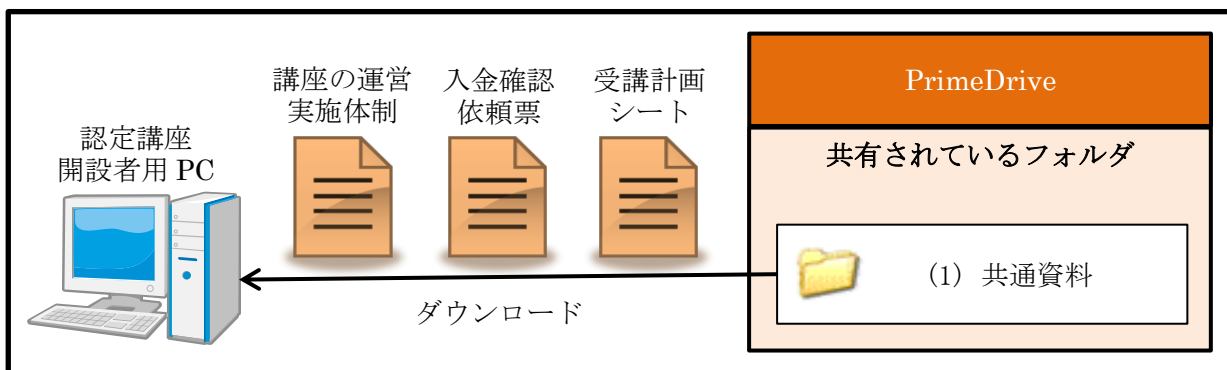 講座の運営
実施体制
入金確認
依頼票
受講計画
シート
認定講座
開設者用 PC
ダウンロード
PrimeDrive
共有されているフォルダ
(1) 共通資料